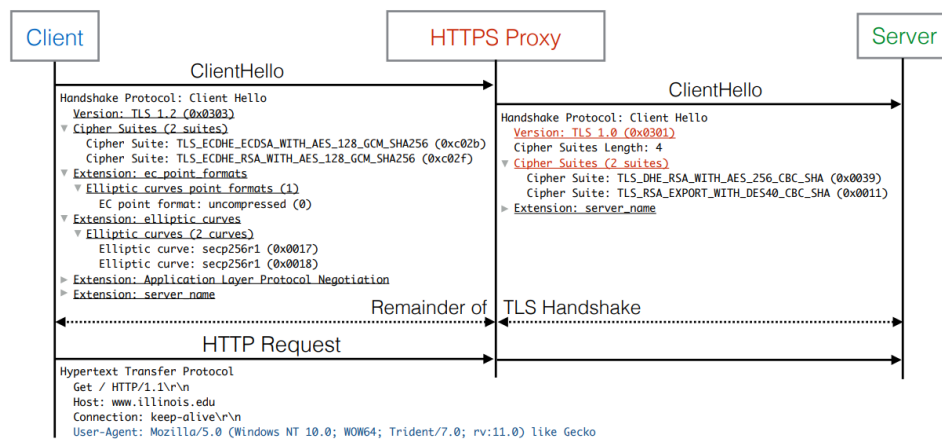 Client
HTTPS Proxy
Server
ClientHello
Handshake Protocol: Client Hello
Version: TLS 1.2 (0x0303)
Cipher Suites (2 suites)
Cipher Suite: TLS_ECDHE_ECDSA_WITH_AES_128_GCM_SHA256 (0xc02b)
Cipher Suite: TLS_ECDHE_RSA_WITH_AES_128_GCM_SHA256 (0xc02f)
Extension: ec_point_formats
Elliptic curves point formats (1)
EC point format: uncompressed (0)
Extension: elliptic curves
Elliptic curves (2 curves)
Elliptic curve: secp256r1 (0x0017)
Elliptic curve: secp256r1 (0x0018)
Extension: Application Layer Protocol Negotiation
Extension: server_name
ClientHello
Handshake Protocol: Client Hello
Version: TLS 1.0 (0x0301)
Cipher Suites Length: 4
Cipher Suites (2 suites)
Cipher Suite: TLS_DHE_RSA_WITH_AES_256_CBC_SHA (0x0039)
Cipher Suite: TLS_RSA_EXPORT_WITH_DES40_CBC_SHA (0x0011)
Extension: server_name
Remainder of TLS Handshake
HTTP Request
Hypertext Transfer Protocol
Get / HTTP/1.1\r\n
Host: www.illinois.edu
Connection: keep-alive\r\n
User-Agent: Mozilla/5.0 (Windows NT 10.0; WOW64; Trident/7.0; rv:11.0) like Gecko